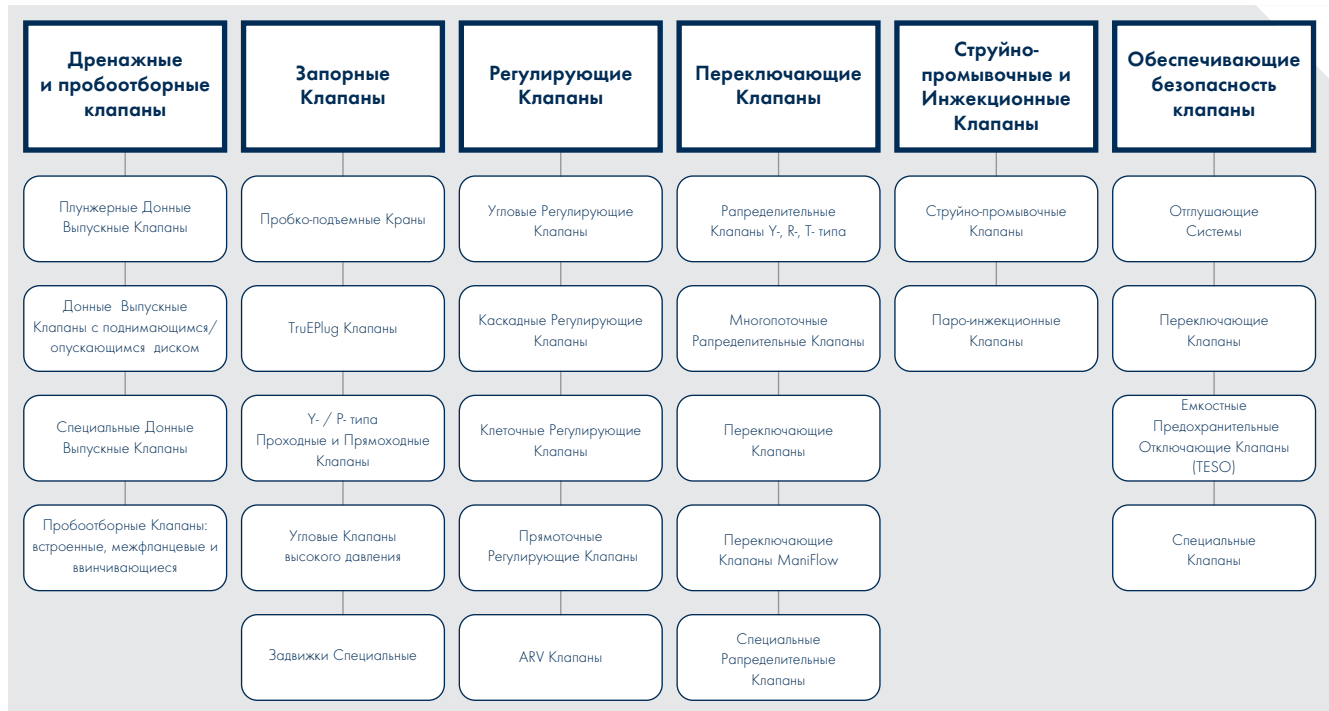 Дренажные
и пробоотборные
клапаны
Плунжерные Донные
Выпускные Клапаны
Донные Выпускные
Клапаны с поднимающимся/
опускающимся диском
Специальные Донные
Выпускные Клапаны
Пробоотборные Клапаны:
встроенные, межфланцевые и
ввинчивающиеся
Запорные
Клапаны
Пробко-подъемные Краны
TruEPlug Клапаны
Y- / P- типа
Проходные и Прямоходные
Клапаны
Угловые Клапаны
высокого давления
Задвижки Специальные
Регулирующие
Клапаны
Угловые Регулирующие
Клапаны
Каскадные Регулирующие
Клапаны
Клеточные Регулирующие
Клапаны
Прямоточные
Регулирующие Клапаны
ARV Клапаны
Переключающие
Клапаны
Рапределительные
Клапаны Y-, R-, T- типа
Многопоточные
Рапределительные Клапаны
Переключающие
Клапаны
Переключающие
Клапаны ManiFlow
Специальные
Рапределительные
Клапаны
Струйно-
промывочные и
Инжекционные
Клапаны
Струйно-промывочные
Клапаны
Паро-инжекционные
Клапаны
Обеспечивающие
безопасность
клапаны
Отглушающие
Системы
Переключающие
Клапаны
Емкостные
Предохранительные
Отключающие Клапаны
(TESO)
Специальные
Клапаны